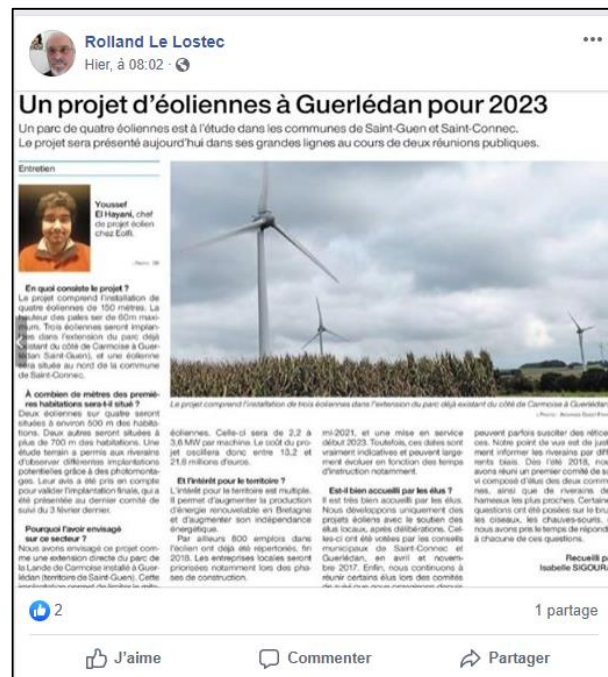 Rolland Le Lostec
Hier, à 08:02
Un projet d'éoliennes à Guerlédan pour 2023
Un parc de quatre éoliennes est à l'étude dans les communes de Saint-Guen et Saint-Connec.
Le projet sera présenté aujourd'hui dans ses grandes lignes au cours de deux réunions publiques.
Entretien
Youssef
El Hayani, chef
de projet éolien
chez Eolfi.
En quoi consiste le projet ?
Le projet comprend l'installation de
quatre éoliennes de 150 mètres. La
hauteur des pales ser de 60m maxi-
mum. Trois éoliennes seront implan-
tées dans l'extension du parc déjà
existant du côté de Carmoise à Guer-
lédan (Saint-Guen), et une éolienne
sera située au nord de la commune
de Saint-Connec.
À combien de mètres des premiè-
res habitations sera-t-il situé ?
Deux éoliennes sur quatre seront
situées à environ 500 m des habita-
tions. Deux autres seront situées à
plus de 700 m des habitations. Une
étude terrain a permis aux riverains
d'observer différentes implantations
potentielles grâce à des photomonta-
ges. Leur avis a été pris en compte
pour valider l'implantation finale, qui a
été présentée au dernier comité de
suivi du 3 février dernier.
Pourquoi l'avoir envisagé
sur ce secteur ?
Nous avons envisagé ce projet com-
me une extension directe du parc de
la Lande de Carmoise installé à Guer-
lédan (territoire de Saint-Guen). Cette
implantation permet de limiter le mite-
Le projet comprend l'installation de trois éoliennes dans l'extension du parc déjà existant du côté de Carmoise à Guerlédan
éoliennes. Celle-ci sera de 2,2 à
3,6 MW par machine. Le coût du pro-
jet oscillera donc entre 13,2 et
21,6 millions d'euros.
Et l'intérêt pour le territoire ?
L'intérêt pour le territoire est multiple.
Il permet d'augmenter la production
d'énergie renouvelable en Bretagne
et d'augmenter son indépendance
énergétique.
Par ailleurs 800 emplois dans
l'éolien ont déjà été répertoriés, fin
2018. Les entreprises locales seront
priorisées notamment lors des pha-
ses de construction.
mi-2021, et une mise en service
début 2023. Toutefois, ces dates sont
vraiment indicatives et peuvent large-
ment évoluer en fonction des temps
d'instruction notamment.
Est-il bien accueilli par les élus ?
Il est très bien accueilli par les élus.
Nous développons uniquement des
projets éoliens avec le soutien des
élus locaux, après délibérations. Cel-
les-ci ont été votées par les conseils
municipaux de Saint-Connec et
Guerlédan, en avril et novem-
bre 2017. Enfin, nous continuons à
réunir certains élus lors des comités
de suivi que nous organisons depuis
peuvent parfois susciter des réticen-
ces. Notre point de vue est de juste-
ment informer les riverains par diffé-
rents biais. Dès l'été 2018, nous
avons réuni un premier comité de sui-
vi composé d'élus des deux commu-
nes, ainsi que de riverains des
hameaux les plus proches. Certaines
questions ont été posées sur le bruit,
les oiseaux, les chauves-souris.
nous avons pris le temps de répondre
à chacune de ces questions.
Recueilli par
Isabelle SIGOURA
2
1 partage
J'aime
Commenter
Partager